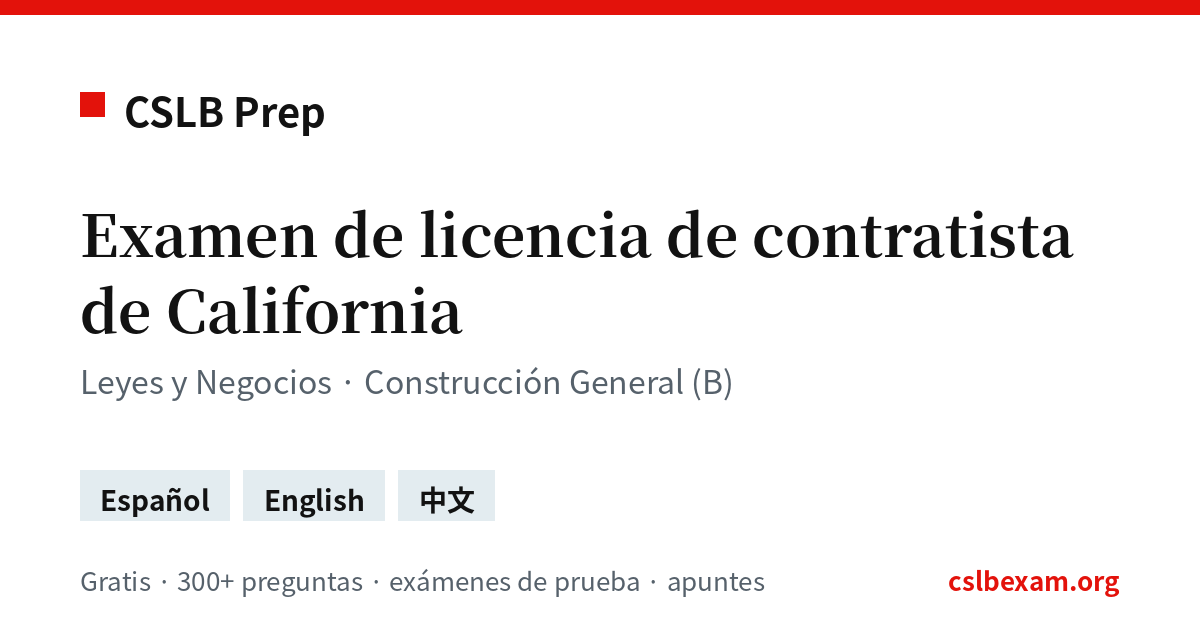 CSLB Prep
Examen de licencia de contratista
de California
Leyes y Negocios · Construcción General (B)
Español English 中文
Gratis · 300+ preguntas · exámenes de prueba · apuntes cslbexam.org